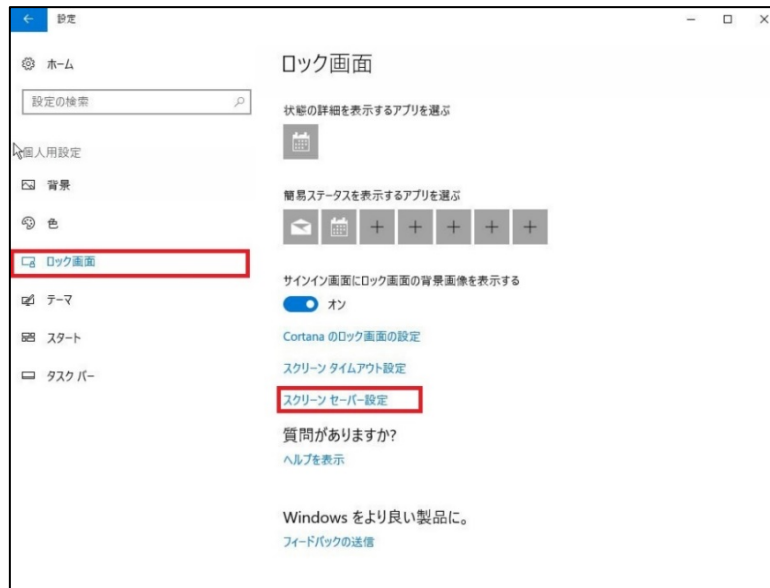 設定
ホーム
設定の検索
個人用設定
背景
色
ロック画面
テーマ
スタート
タスク バー
ロック画面
状態の詳細を表示するアプリを選ぶ
簡易ステータスを表示するアプリを選ぶ
サインイン画面にロック画面の背景画像を表示する
オン
Cortana のロック画面の設定
スクリーン タイムアウト設定
スクリーン セーバー設定
質問がありますか?
ヘルプを表示
Windows をより良い製品に。
フィードバックの送信